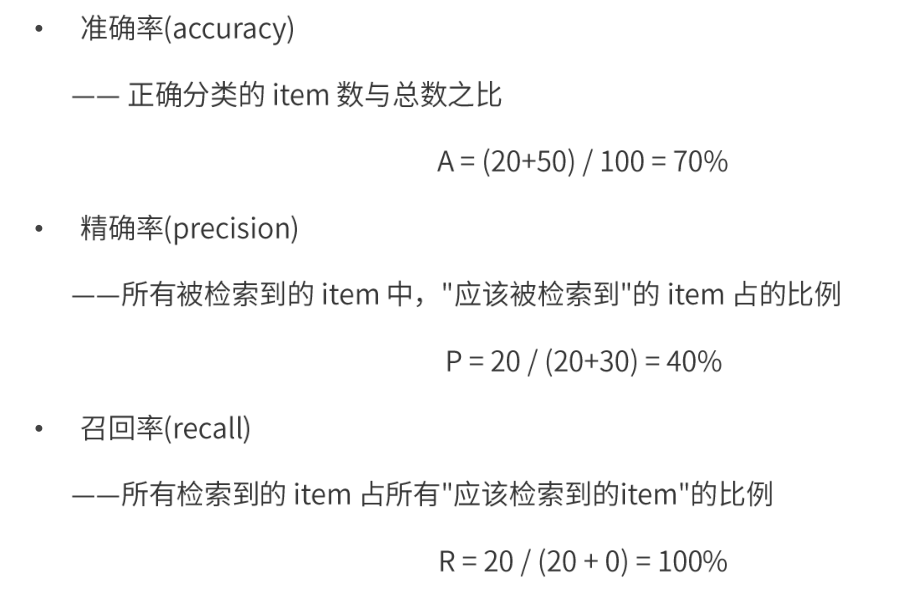 • 准确率(accuracy)
—— 正确分类的 item 数与总数之比
A = (20+50) / 100 = 70%
• 精确率(precision)
——所有被检索到的 item 中，"应该被检索到"的 item 占的比例
P = 20 / (20+30) = 40%
• 召回率(recall)
——所有检索到的 item 占所有"应该检索到的item"的比例
R = 20 / (20 + 0) = 100%